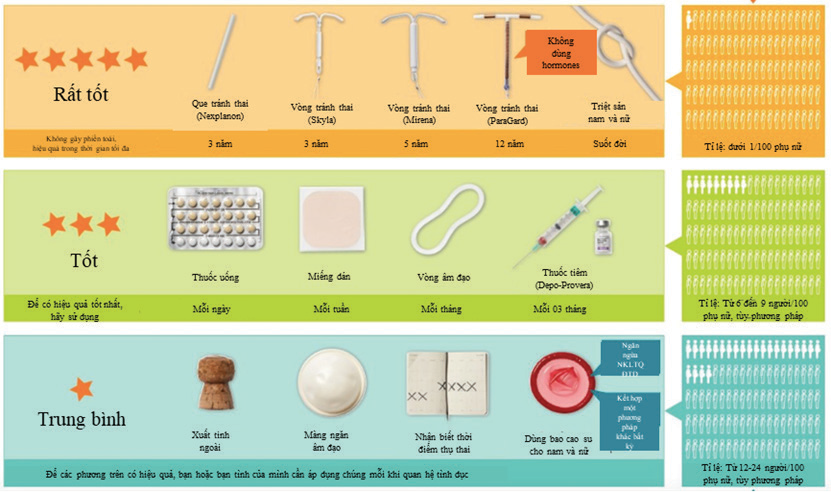 Rất tốt
Không gây phiền toái,
hiệu quả trong thời gian tối đa
Que tránh thai
(Nexplanon)
3 năm
Vòng tránh thai
(Skyla)
3 năm
Vòng tránh thai
(Mirena)
5 năm
Không
dùng
hormones
Vòng tránh thai
(ParaGard)
12 năm
Triệt sản
nam và nữ
Suốt đời
Tỉ lệ: dưới 1/100 phụ nữ
Tốt
Để có hiệu quả tốt nhất,
hãy sử dụng
Thuốc uống
Mỗi ngày
Miếng dán
Mỗi tuần
Vòng âm đạo
Mỗi tháng
Thuốc tiêm
(Depo-Provera)
Mỗi 03 tháng
Tỉ lệ: Từ 6 đến 9 người/100
phụ nữ, tùy phương pháp
Trung bình
Xuất tinh
ngoài
Màng ngăn
âm đạo
Nhận biết thời
điểm thụ thai
Dùng bao cao su
cho nam và nữ
Ngăn
ngừa
NKLTQ
ĐTD
Kết hợp
một
phương
pháp
khác bất
kỳ
Để các phương trên có hiệu quả, bạn hoặc bạn tình của mình cần áp dụng chúng mỗi khi quan hệ tình dục
Tỉ lệ: Từ 12-24 người/100
phụ nữ, tùy phương pháp